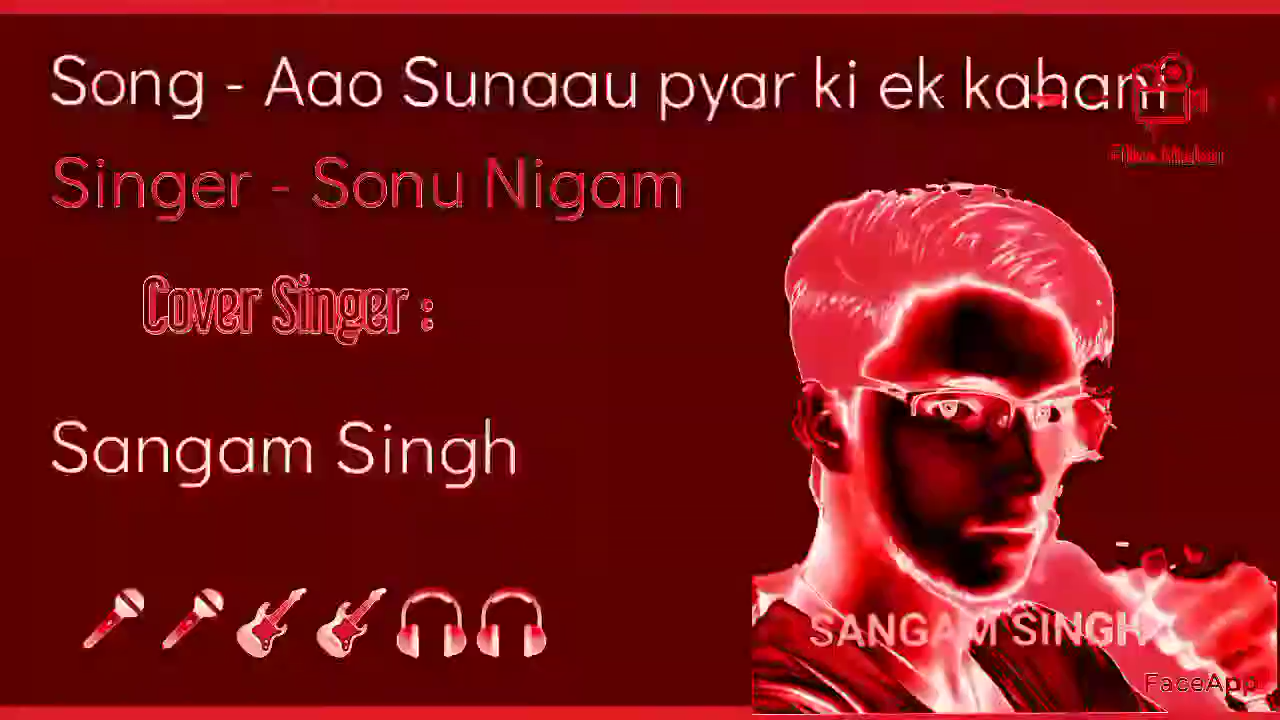 Song - Aao Sunaau pyar ki ek kahani
Singer - Sonu Nigam
Cover Singer :
Sangam Singh
SANGAM SINGH
FaceApp